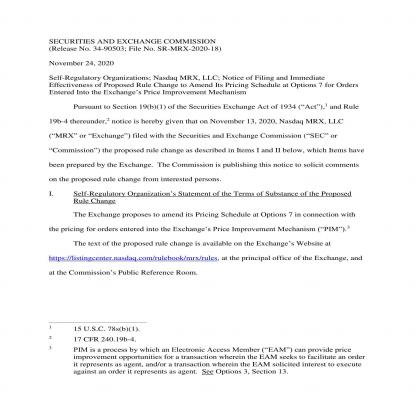 SECURITIES AND EXCHANGE COMMISSION
(Release No. 34-90503; File No. SR-MRX-2020-18)
November 24, 2020
Self-Regulatory Organizations; Nasdaq MRX, LLC; Notice of Filing and Immediate
Effectiveness of Proposed Rule Change to Amend Its Pricing Schedule at Options 7 for Orders
Entered Into the Exchange's Price Improvement Mechanism
Pursuant to Section 19(b)(1) of the Securities Exchange Act of 1934 ("Act"),1 and Rule
19b-4 thereunder,2 notice is hereby given that on November 13, 2020, Nasdaq MRX, LLC
("MRX" or "Exchange") filed with the Securities and Exchange Commission ("SEC" or
"Commission") the proposed rule change as described in Items I and II below, which Items have
been prepared by the Exchange. The Commission is publishing this notice to solicit comments
on the proposed rule change from interested persons.
I. Self-Regulatory Organization's Statement of the Terms of Substance of the Proposed
Rule Change
The Exchange proposes to amend its Pricing Schedule at Options 7 in connection with
the pricing for orders entered into the Exchange's Price Improvement Mechanism ("PIM").3
The text of the proposed rule change is available on the Exchange's Website at
https://listingcenter.nasdaq.com/rulebook/mrx/rules, at the principal office of the Exchange, and
at the Commission's Public Reference Room.
1 15 U.S.C. 78s(b)(1).
2 17 CFR 240.19b-4.
3 PIM is a process by which an Electronic Access Member ("EAM") can provide price
improvement opportunities for a transaction wherein the EAM seeks to facilitate an order
it represents as agent, and/or a transaction wherein the EAM solicited interest to execute
against an order it represents as agent. See Options 3, Section 13.